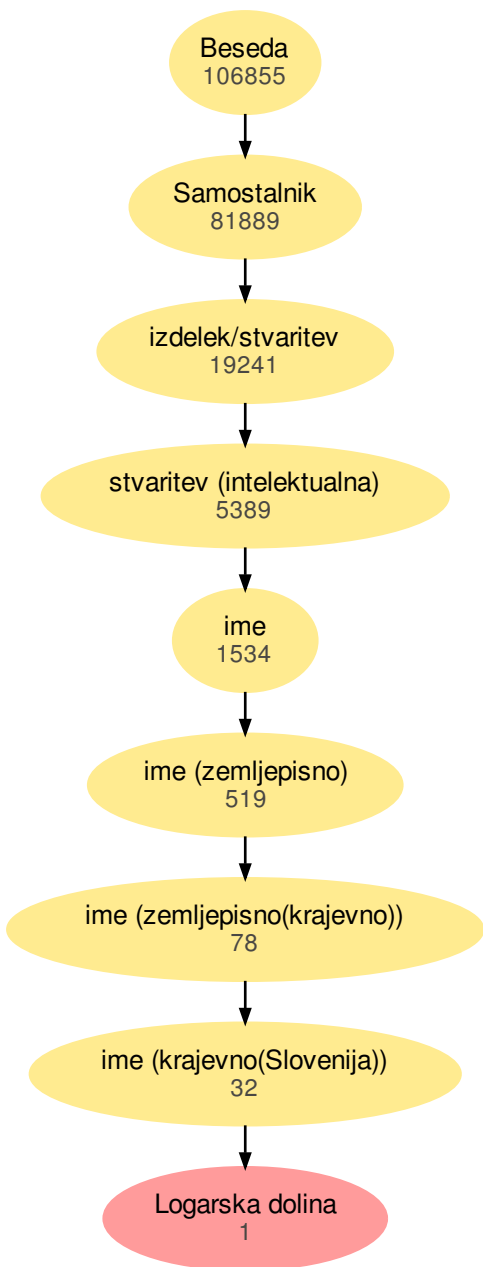 Beseda
106855
Samostalnik
81889
izdelek/stvaritev
19241
stvaritev (intelektualna)
5389
ime
1534
ime (zemljepisno)
519
ime (zemljepisno(krajevno))
78
ime (krajevno(Slovenija))
32
Logarska dolina
1